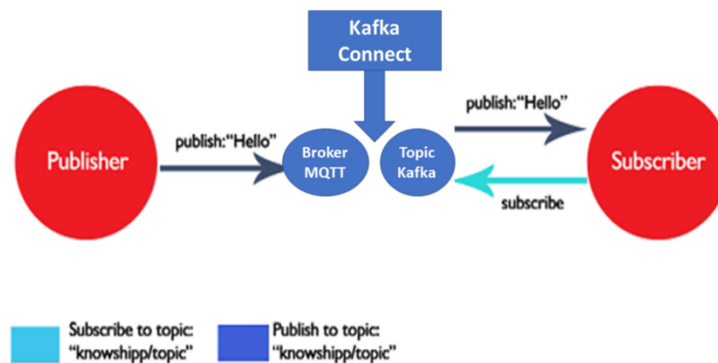 Kafka
Connect
publish:"Hello"
publish:"Hello"
Publisher
Broker
MQTT
Topic
Kafka
Subscriber
subscribe
Subscribe to topic:
"knowshipp/topic"
Publish to topic:
"knowshipp/topic"